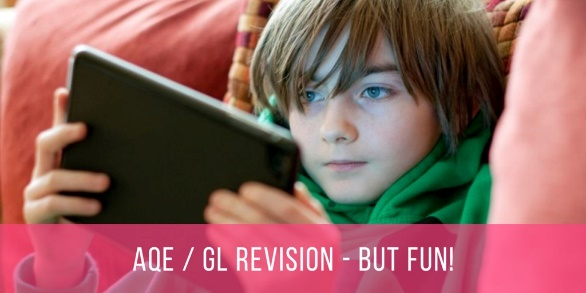 AQE / GL REVISION - BUT FUN!